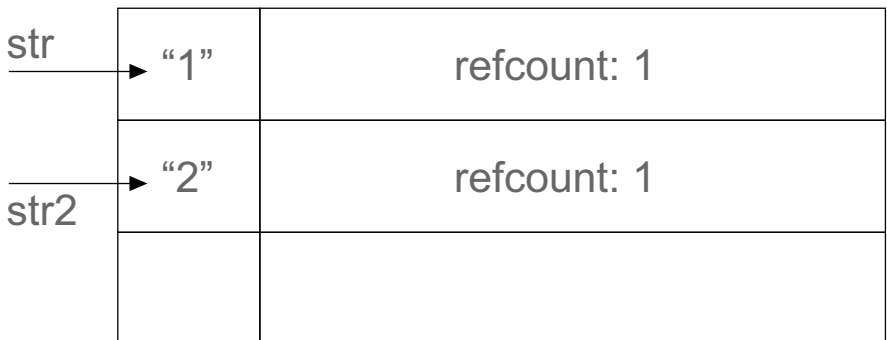 str
“1” refcount: 1
“2” refcount: 1
str2